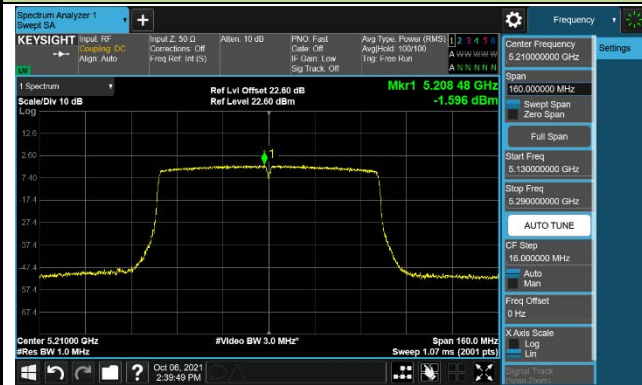 Spectrum Analyzer 1
Swept SA
Frequency
KEYSIGHT
Input: RF
Coupling: DC
Align: Auto
Input Z: 50 Ω
Corrections: Off
Freq Ref: Int (S)
Atten: 10 dB
PNO: Fast
Gate: Off
IF Gain: Low
Sig Track: Off
Avg Type: Power (RMS)
Avg|Hold: 100/100
Trig: Free Run
1 2 3 4 5 6
A W W W W W
A N N N N N
LM
1 Spectrum
Scale/Div 10 dB
Ref Lvl Offset 22.60 dB
Ref Level 22.60 dBm
Mkr1 5.208 48 GHz
-1.596 dBm
Log
12.6
2.60
-7.40
-17.4
-27.4
-37.4
-47.4
-57.4
-67.4
1
Center 5.21000 GHz
#Res BW 1.0 MHz
#Video BW 3.0 MHz*
Span 160.0 MHz
Sweep 1.07 ms (2001 pts)
Oct 06, 2021
2:39:49 PM
?
Center Frequency
5.210000000 GHz
Span
160.000000 MHz
Swept Span
Zero Span
Full Span
Start Freq
5.130000000 GHz
Stop Freq
5.290000000 GHz
AUTO TUNE
CF Step
16.000000 MHz
Auto
Man
Freq Offset
0 Hz
X Axis Scale
Log
Lin
Signal Track
(Span Zoom)
Settings